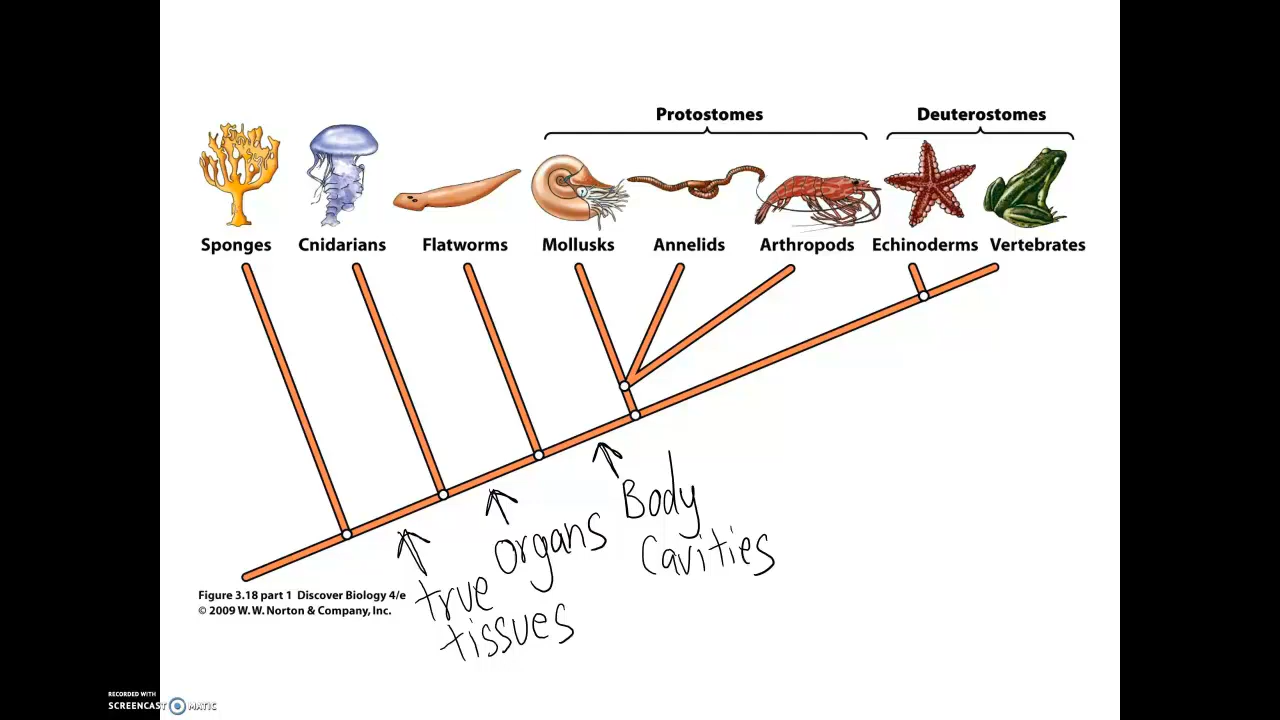 Protostomes
Deuterostomes
Sponges
Cnidarians
Flatworms
Mollusks
Annelids
Arthropods
Echinoderms
Vertebrates
Body
Cavities
organs
true
tissues
Figure 3.18 part 1 Discover Biology 4/e
© 2009 W. W. Norton & Company, Inc.
RECORDED WITH
SCREENCAST MATIC